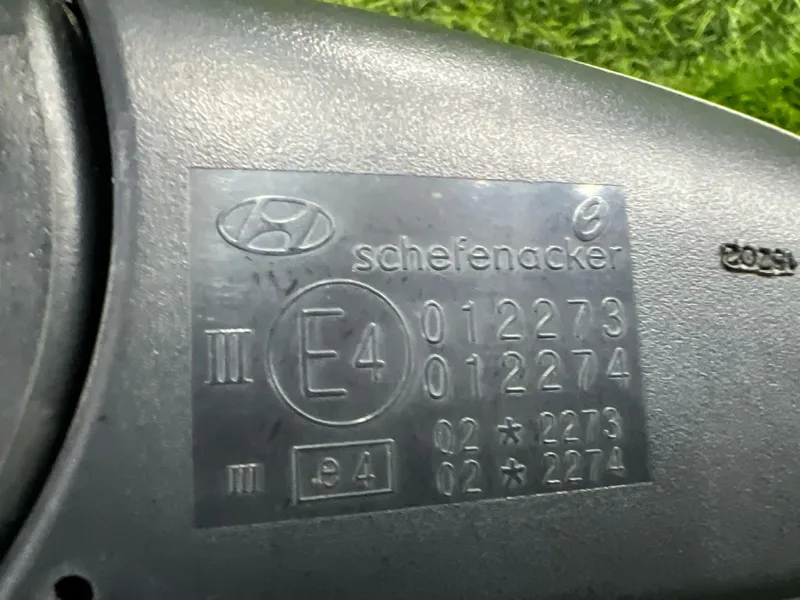 schefenacker
III E4 012273
012274
02 * 2273
III e4 02 * 2274